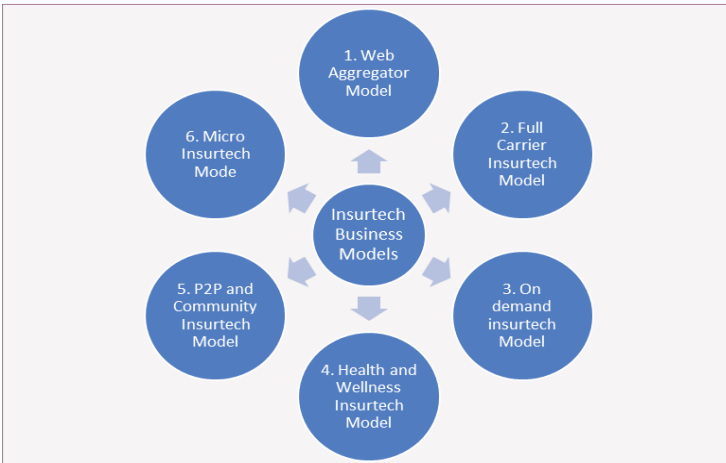 1. Web
Aggregator
Model
2. Full
Carrier
Insurtech
Model
3. On
demand
insurtech
Model
4. Health and
Wellness
Insurtech
Model
5. P2P and
Community
Insurtech
Model
6. Micro
Insurtech
Mode
Insurtech
Business
Models